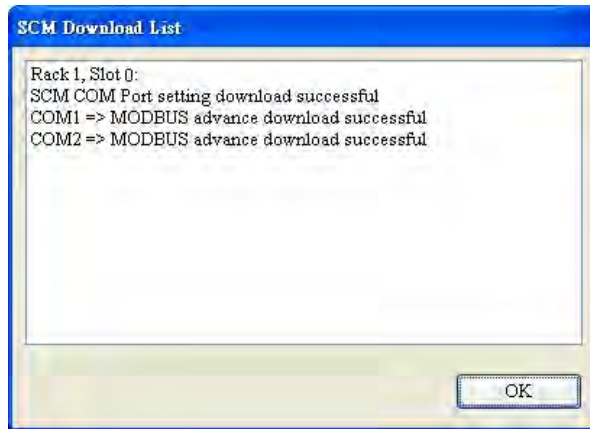 SCM Download List
Rack 1, Slot 0:
SCM COM Port setting download successful
COM1 => MODBUS advance download successful
COM2 => MODBUS advance download successful
OK